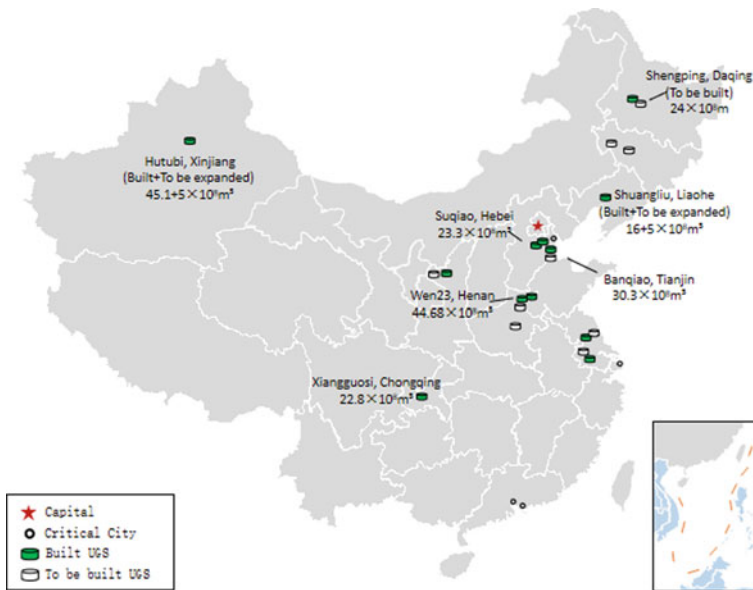 Shengping, Daqing
(To be built)
24×10⁸m
Hutubi, Xinjiang
(Built+To be expanded)
45.1+5×10⁸m³
Shuangliu, Liaohe
(Built+To be expanded)
16+5×10⁸m³
Suqiao, Hebei
23.3×10⁸m³
Banqiao, Tianjin
30.3×10⁸m³
Wen23, Henan
44.68×10⁸m³
Xiangguosi, Chongqing
22.8×10⁸m³
Capital
Critical City
Built UGS
To be built UGS